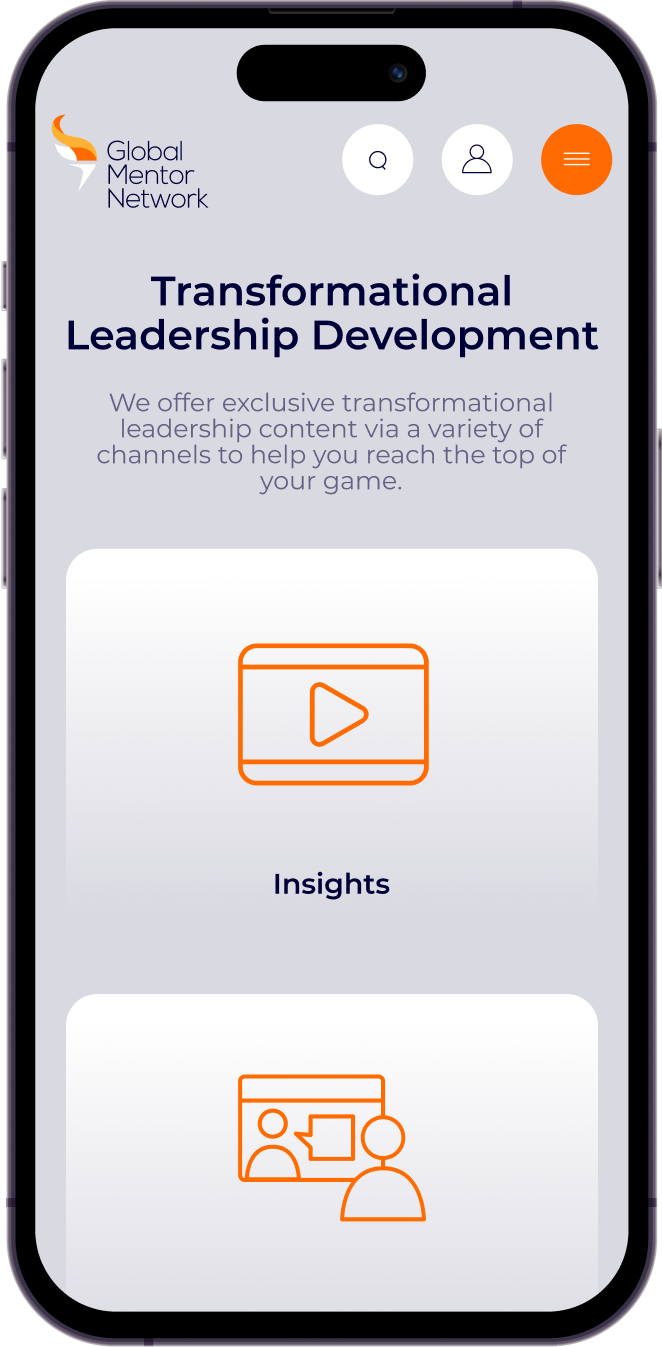 Global
Mentor
Network
Transformational
Leadership Development
We offer exclusive transformational
leadership content via a variety of
channels to help you reach the top of
your game.
Insights